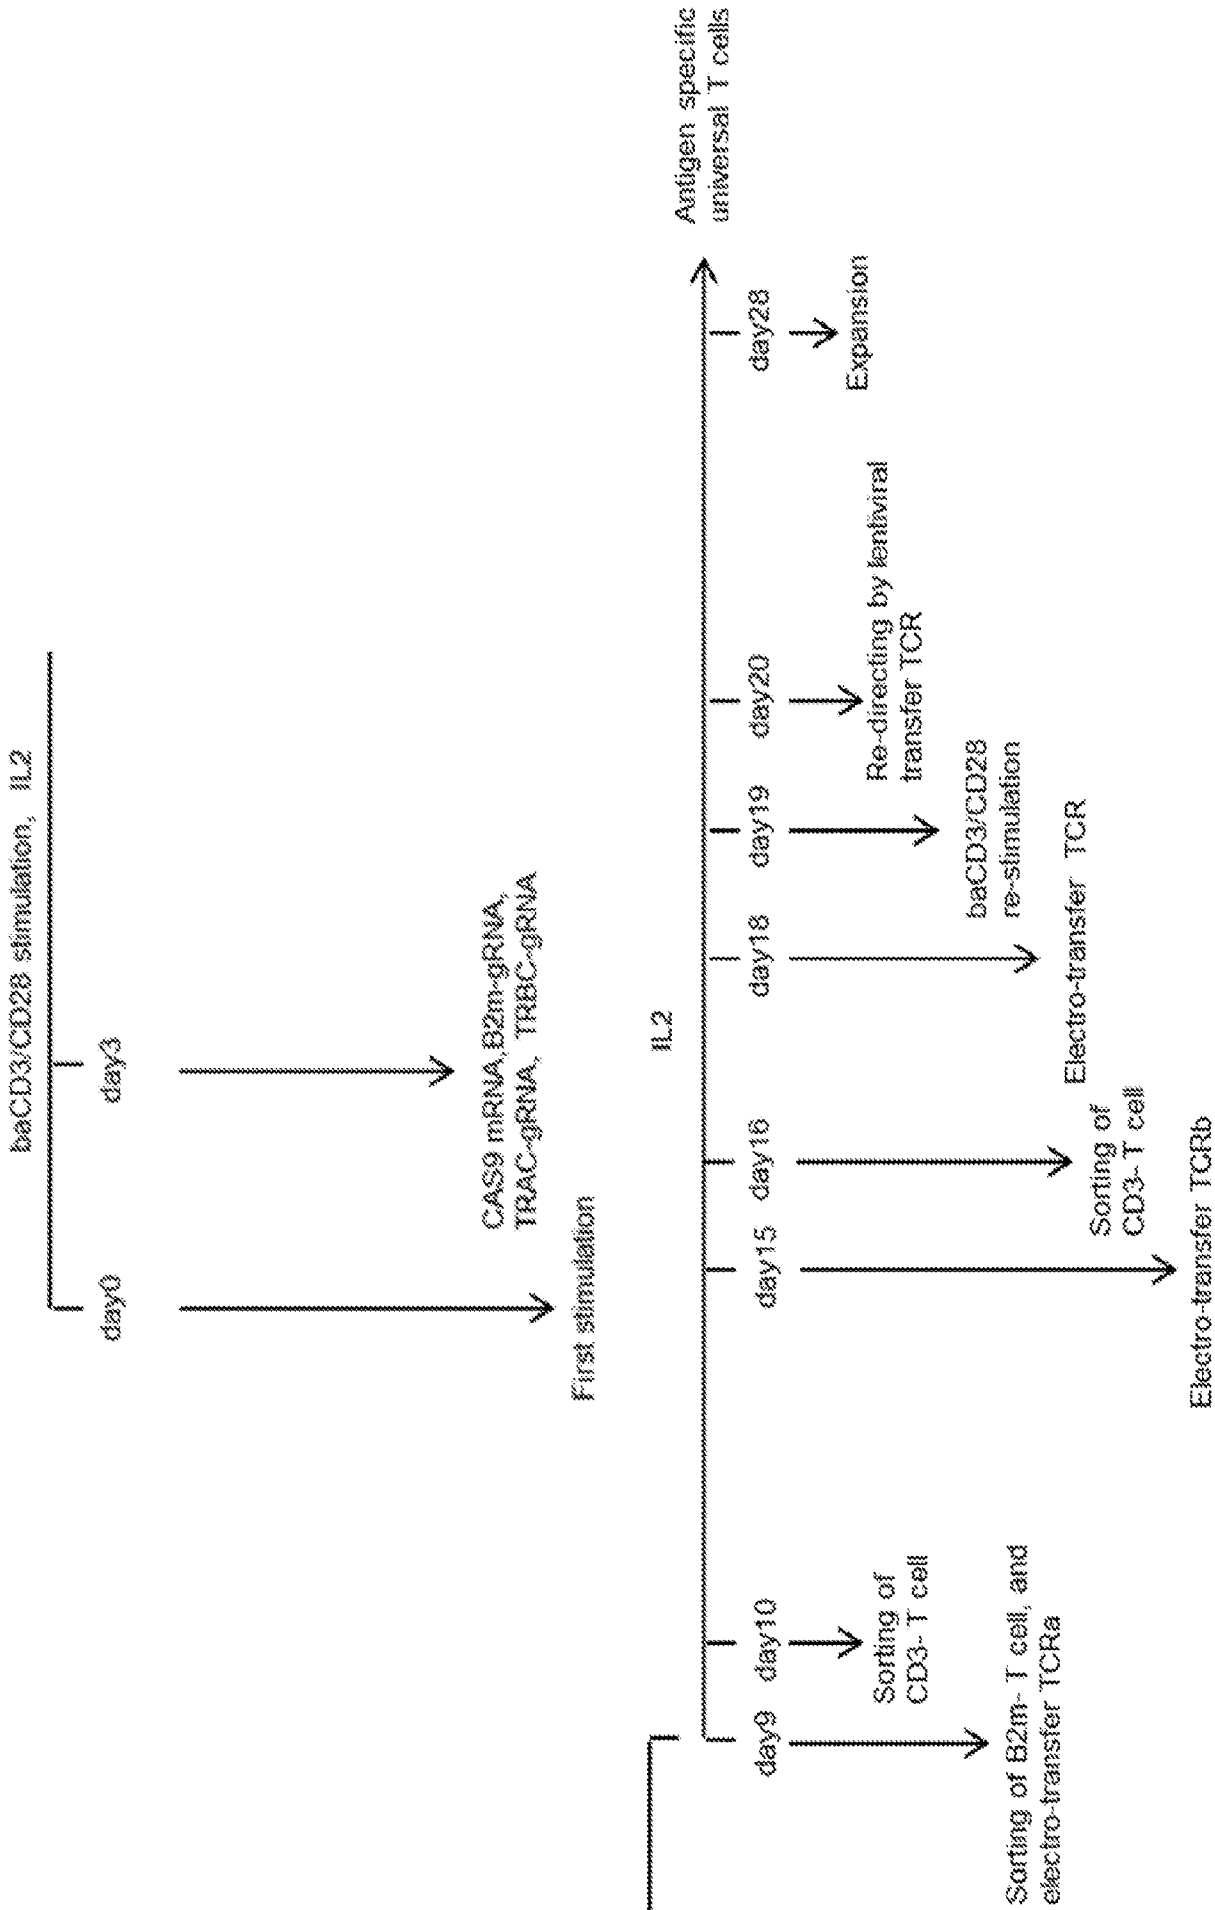 baCD3/CD28 stimulation, IL2
day0
day3
First stimulation
CAS9 mRNA,B2m-gRNA,
TRAC-gRNA, TRBC-gRNA
IL2
Antigen specific
universal T cells
day9
day10
day15
day16
day18
day19
day20
day28
Sorting of B2m- T cell, and
electro-transfer TCRa
Sorting of
CD3- T cell
Electro-transfer TCRb
Sorting of
CD3- T cell
Electro-transfer TCR
baCD3/CD28
re-stimulation
Re-directing by lentiviral
transfer TCR
Expansion